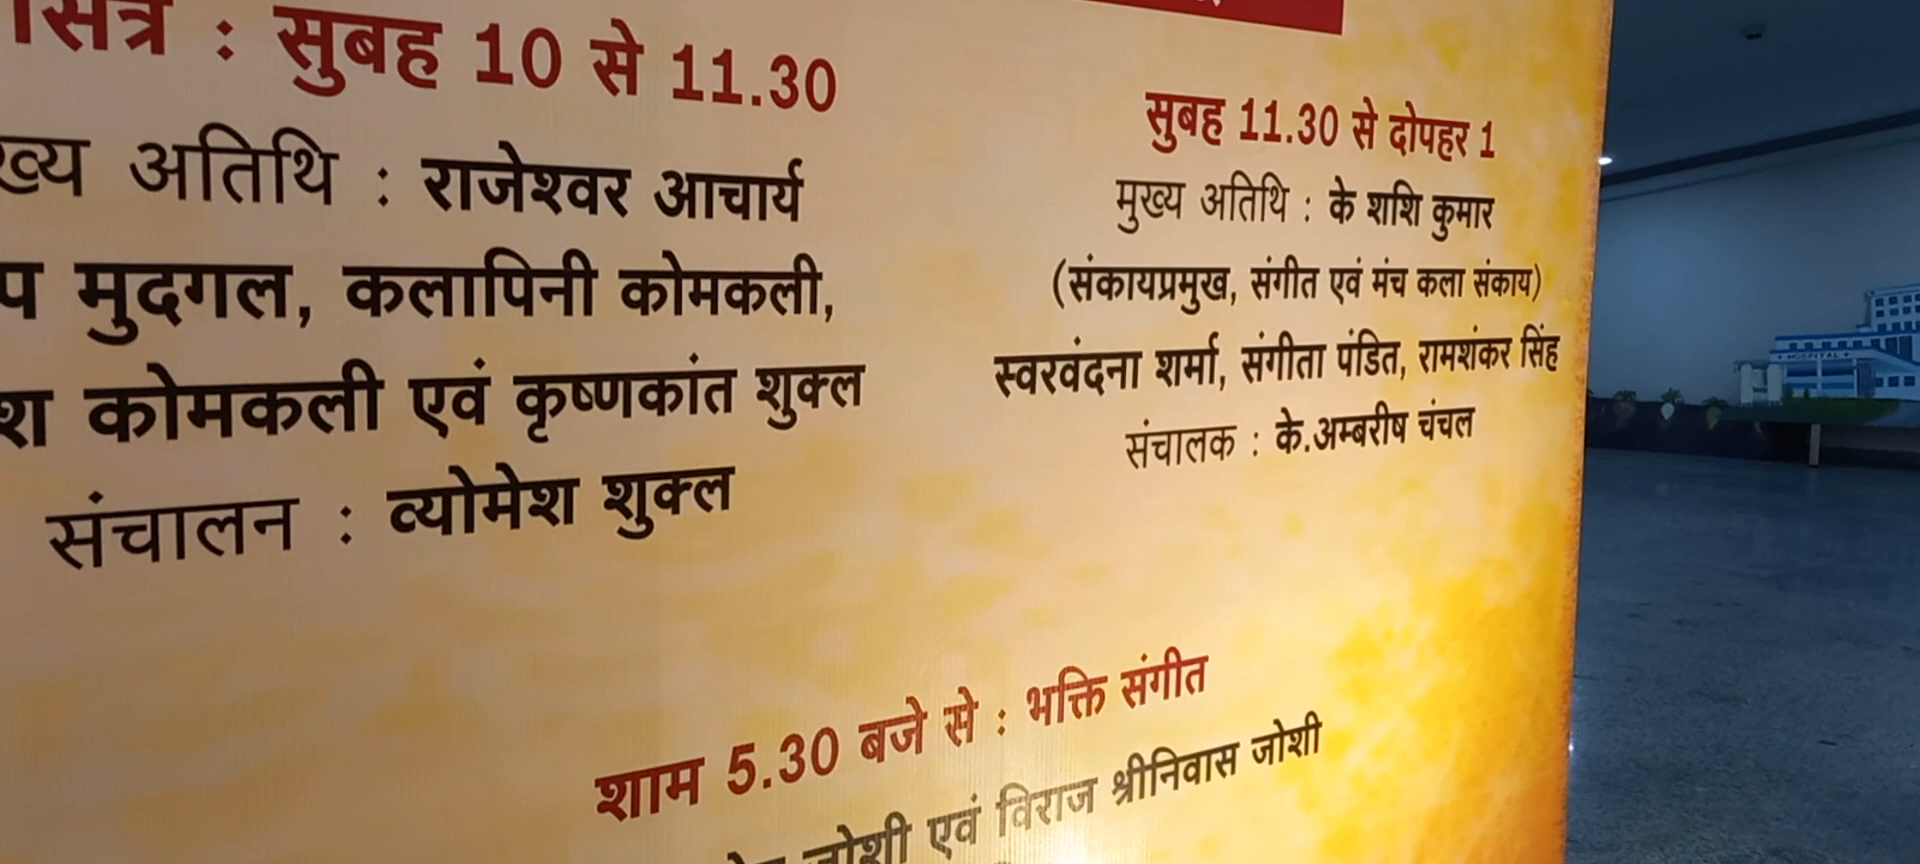 सत्र : सुबह 10 से 11.30
अतिथि : राजेश्वर आचार्य
मुदगल, कलापिनी कोमकली,
कोमकली एवं कृष्णकांत शुक्ल
संचालन : व्योमेश शुक्ल
सुबह 11.30 से दोपहर 1
मुख्य अतिथि : के शशि कुमार
(संकायप्रमुख, संगीत एवं मंच कला संकाय)
स्वरवंदना शर्मा, संगीता पंडित, रामशंकर सिंह
संचालक : के.अम्बरीष चंचल
शाम 5.30 बजे से : भक्ति संगीत
जोशी एवं विराज श्रीनिवास जोशी
HOSPITAL